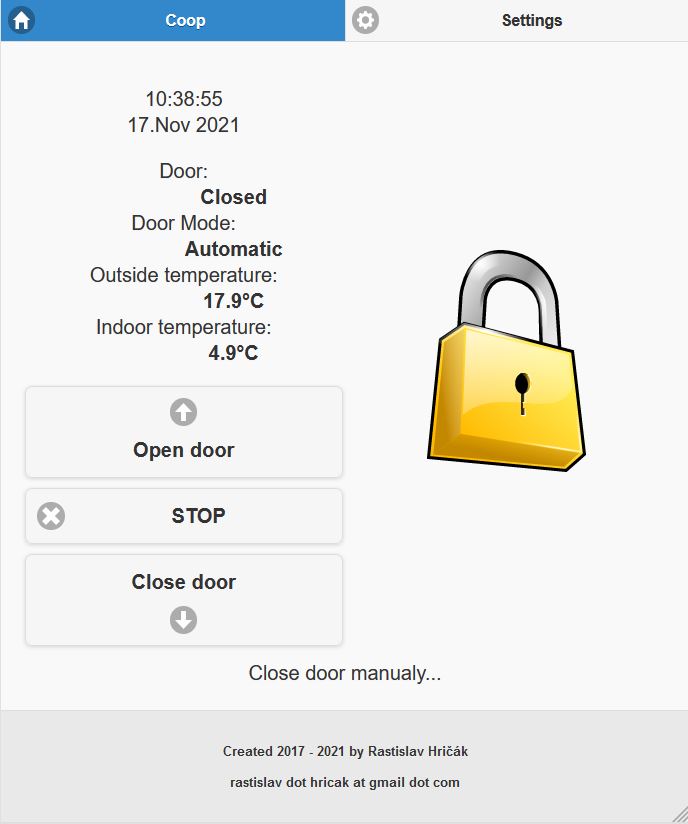 Coop
Settings
10:38:55
17.Nov 2021
Door:
Closed
Door Mode:
Automatic
Outside temperature:
17.9°C
Indoor temperature:
4.9°C
Open door
STOP
Close door
Close door manualy...
Created 2017 - 2021 by Rastislav Hričák
rastislav dot hricak at gmail dot com